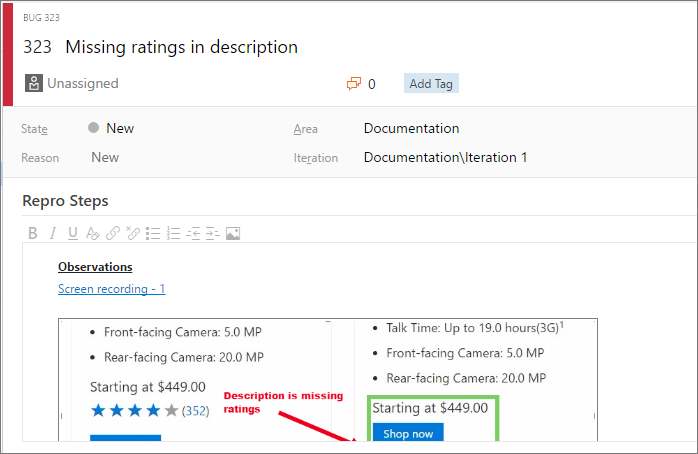 BUG 323
323 Missing ratings in description
Unassigned
0
Add Tag
State
New
Area
Documentation
Reason
New
Iteration
Documentation\Iteration 1
Repro Steps
B I U A
Observations
Screen recording - 1
• Front-facing Camera: 5.0 MP
• Rear-facing Camera: 20.0 MP
Starting at $449.00
(352)
Description is missing
ratings
• Talk Time: Up to 19.0 hours(3G)¹
• Front-facing Camera: 5.0 MP
• Rear-facing Camera: 20.0 MP
Starting at $449.00
Shop now